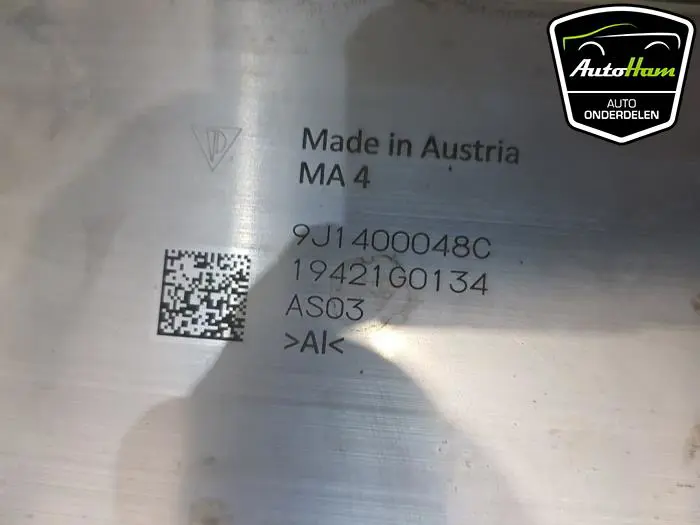 AutoHam
AUTO
ONDERDELEN
Made in Austria
MA 4
9J1400048C
19421G0134
AS03
>Al<